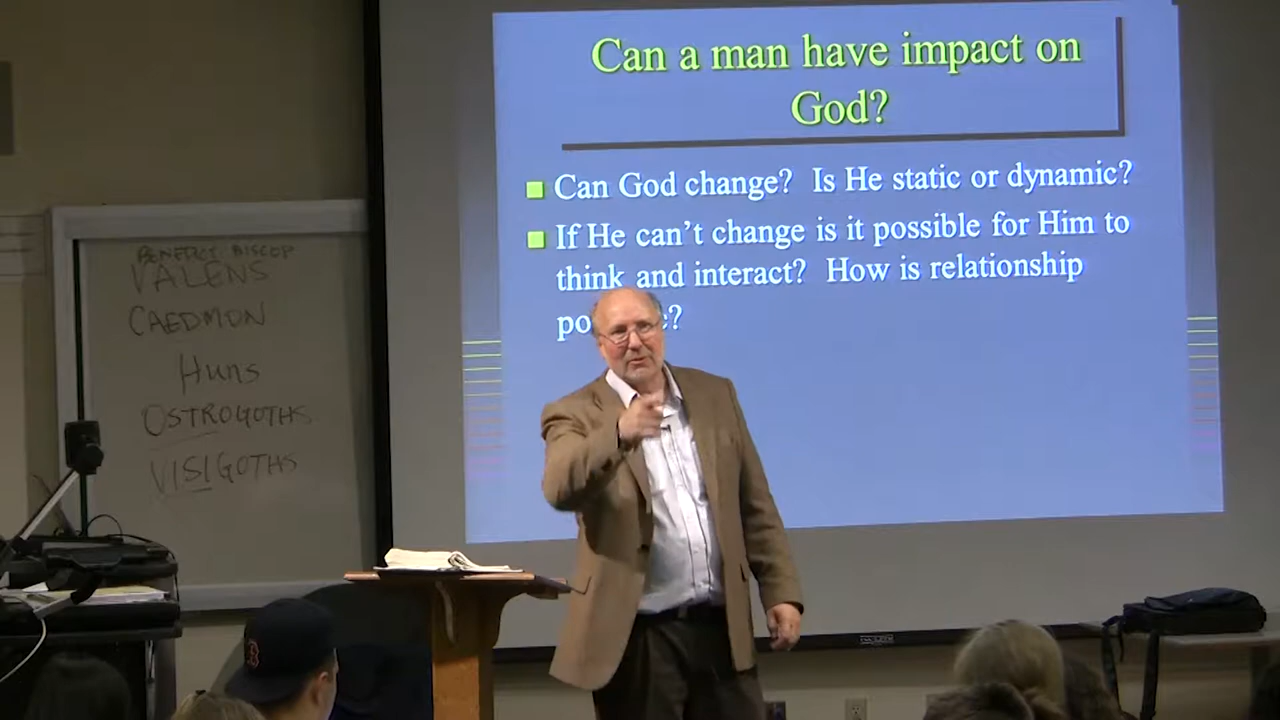 Can a man have impact on
God?
Can God change? Is He static or dynamic?
If He can't change is it possible for Him to
think and interact? How is relationship
BENEDICT BISCOP
VALENS
CAEDMON
Huns
OSTROGOTHS
VISIGOTHS
B